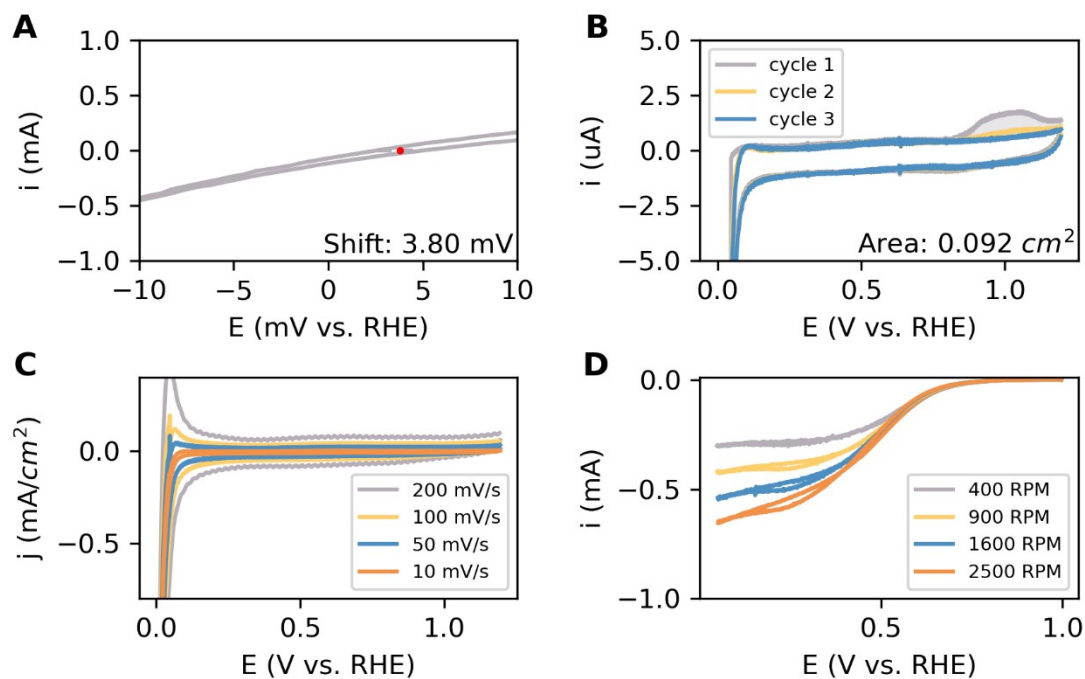 A
1.0
0.5
0.0
−0.5
−1.0
i (mA)
Shift: 3.80 mV
−10
−5
0
5
10
E (mV vs. RHE)
B
5.0
2.5
0.0
−2.5
−5.0
i (uA)
cycle 1
cycle 2
cycle 3
Area: 0.092 cm²
0.0
0.5
1.0
E (V vs. RHE)
C
0.0
−0.5
j (mA/cm²)
200 mV/s
100 mV/s
50 mV/s
10 mV/s
0.0
0.5
1.0
E (V vs. RHE)
D
0.0
−0.5
−1.0
i (mA)
400 RPM
900 RPM
1600 RPM
2500 RPM
0.5
1.0
E (V vs. RHE)